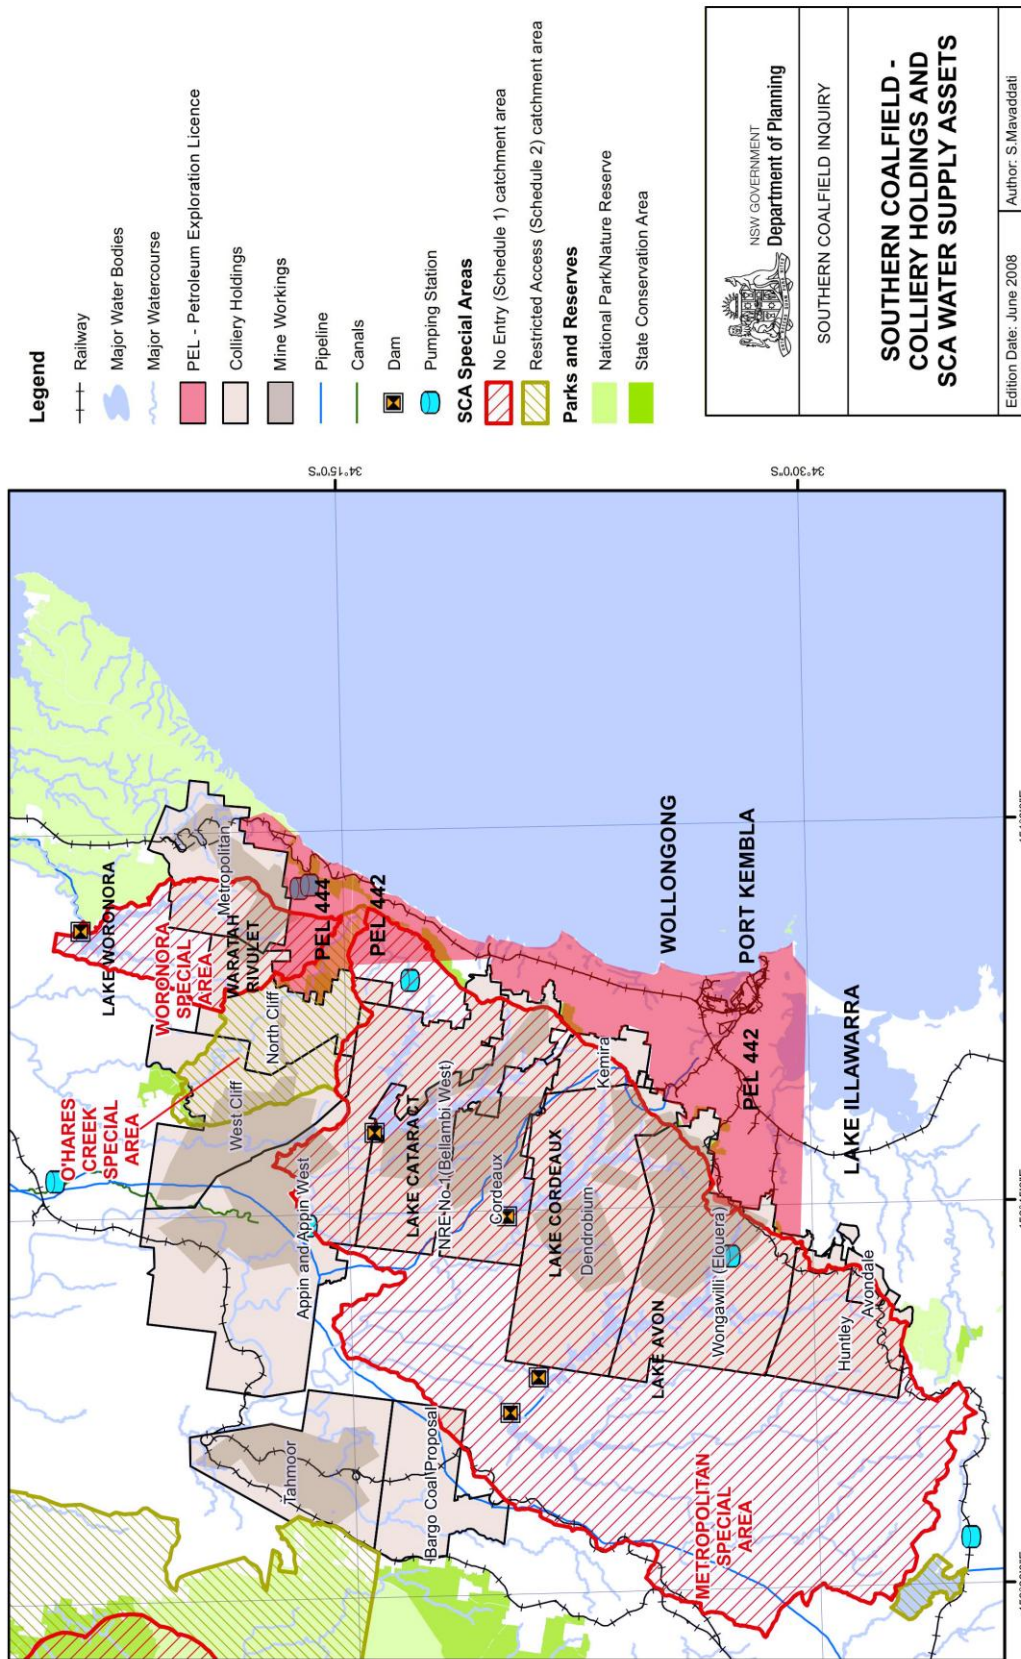 Legend
Railway
Major Water Bodies
Major Watercourse
PEL - Petroleum Exploration Licence
Colliery Holdings
Mine Workings
Pipeline
Canals
Dam
Pumping Station
SCA Special Areas
No Entry (Schedule 1) catchment area
Restricted Access (Schedule 2) catchment area
Parks and Reserves
National Park/Nature Reserve
State Conservation Area
NSW GOVERNMENT
Department of Planning
SOUTHERN COALFIELD INQUIRY
SOUTHERN COALFIELD -
COLLIERY HOLDINGS AND
SCA WATER SUPPLY ASSETS
Edition Date: June 2008
Author: S.Mavaddati
34°15'0"S
34°30'0"S
O'HARES
CREEK
SPECIAL
AREA
LAKE WORONORA
WORONORA
SPECIAL
AREA
WARATAH
RIVULET
Metropolitan
North Cliff
West Cliff
PEL 444
PEL 442
Appin and Appin West
LAKE CATARACT
NRE No 1(Bellambi West)
Cordeaux
LAKE CORDEAUX
Dendrobium
Kemira
WOLLONGONG
PORT KEMBLA
PEL 442
LAKE ILLAWARRA
Tahmoor
Bargo Coal Proposal
LAKE AVON
Wongawilli (Elouera)
Huntley
Avondale
METROPOLITAN
SPECIAL
AREA